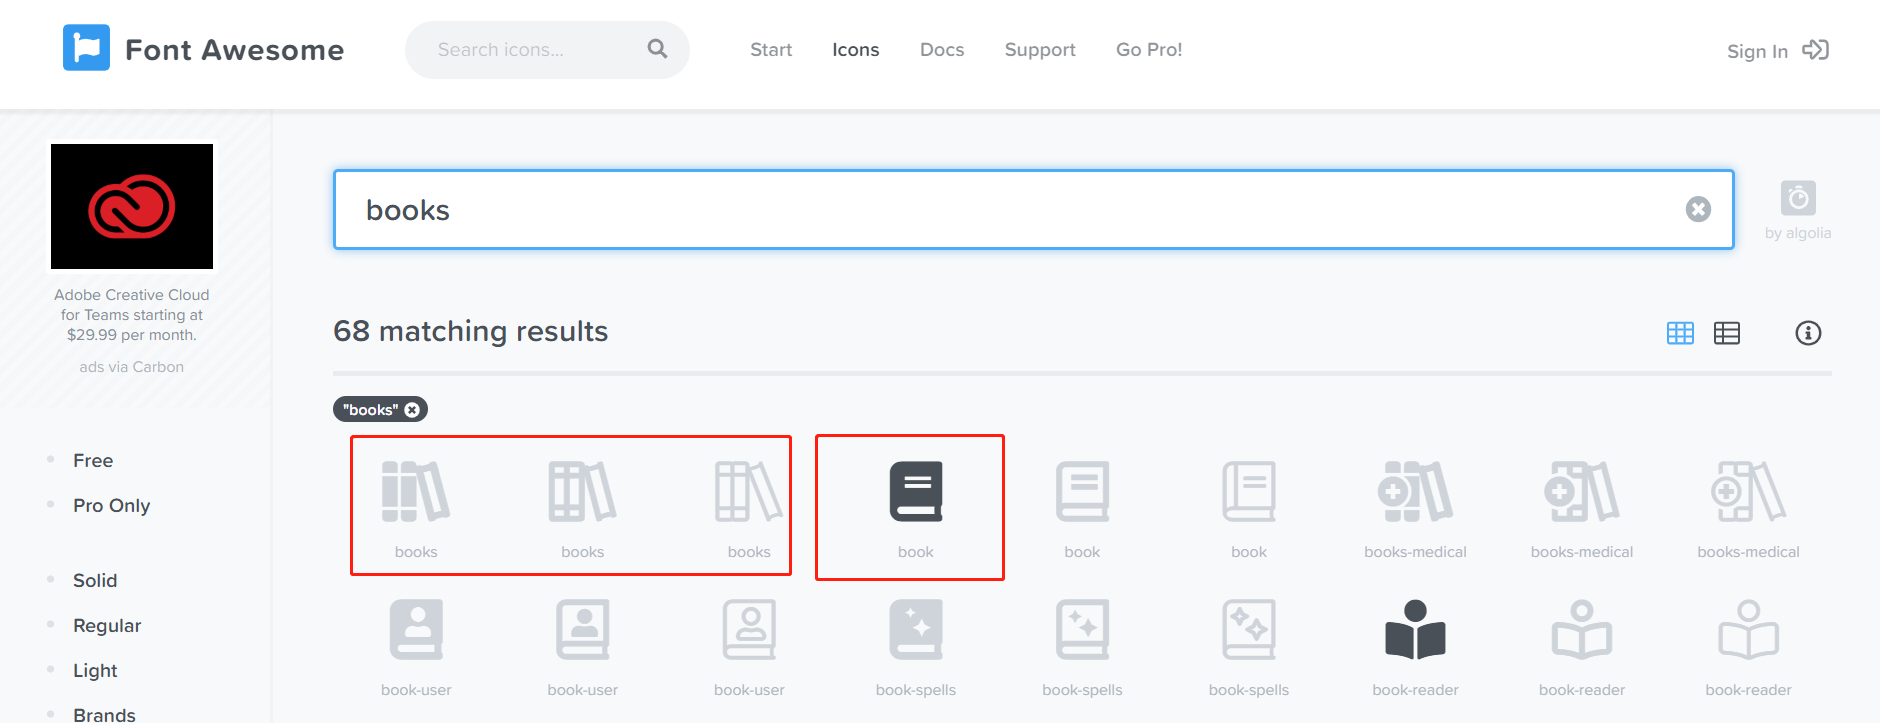 Font Awesome
Search icons...
Start
Icons
Docs
Support
Go Pro!
Sign In
Adobe Creative Cloud
for Teams starting at
$29.99 per month.
ads via Carbon
Free
Pro Only
Solid
Regular
Light
Brands
books
by algolia
68 matching results
"books"
books
books
books
book
book
book
books-medical
books-medical
books-medical
book-user
book-user
book-user
book-spells
book-spells
book-spells
book-reader
book-reader
book-reader